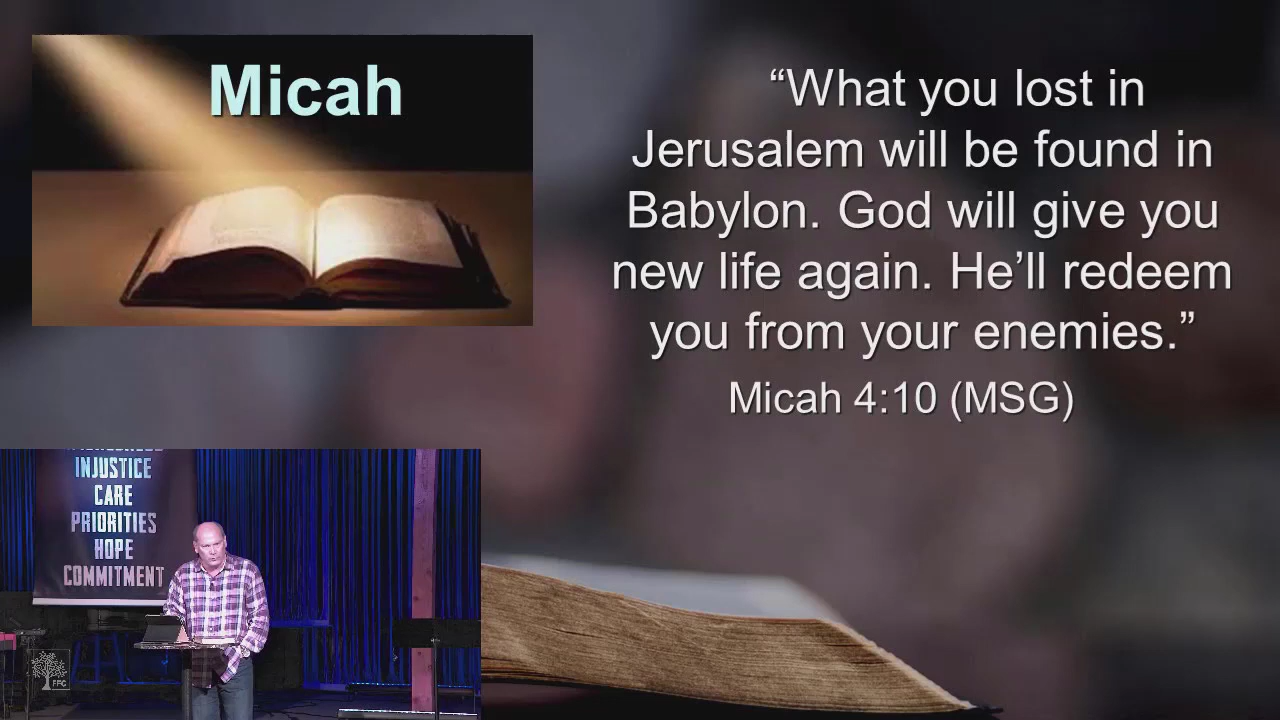 Micah
“What you lost in
Jerusalem will be found in
Babylon. God will give you
new life again. He’ll redeem
you from your enemies.”
Micah 4:10 (MSG)
INJUSTICE
CARE
PRIORITIES
HOPE
COMMITMENT
FFC